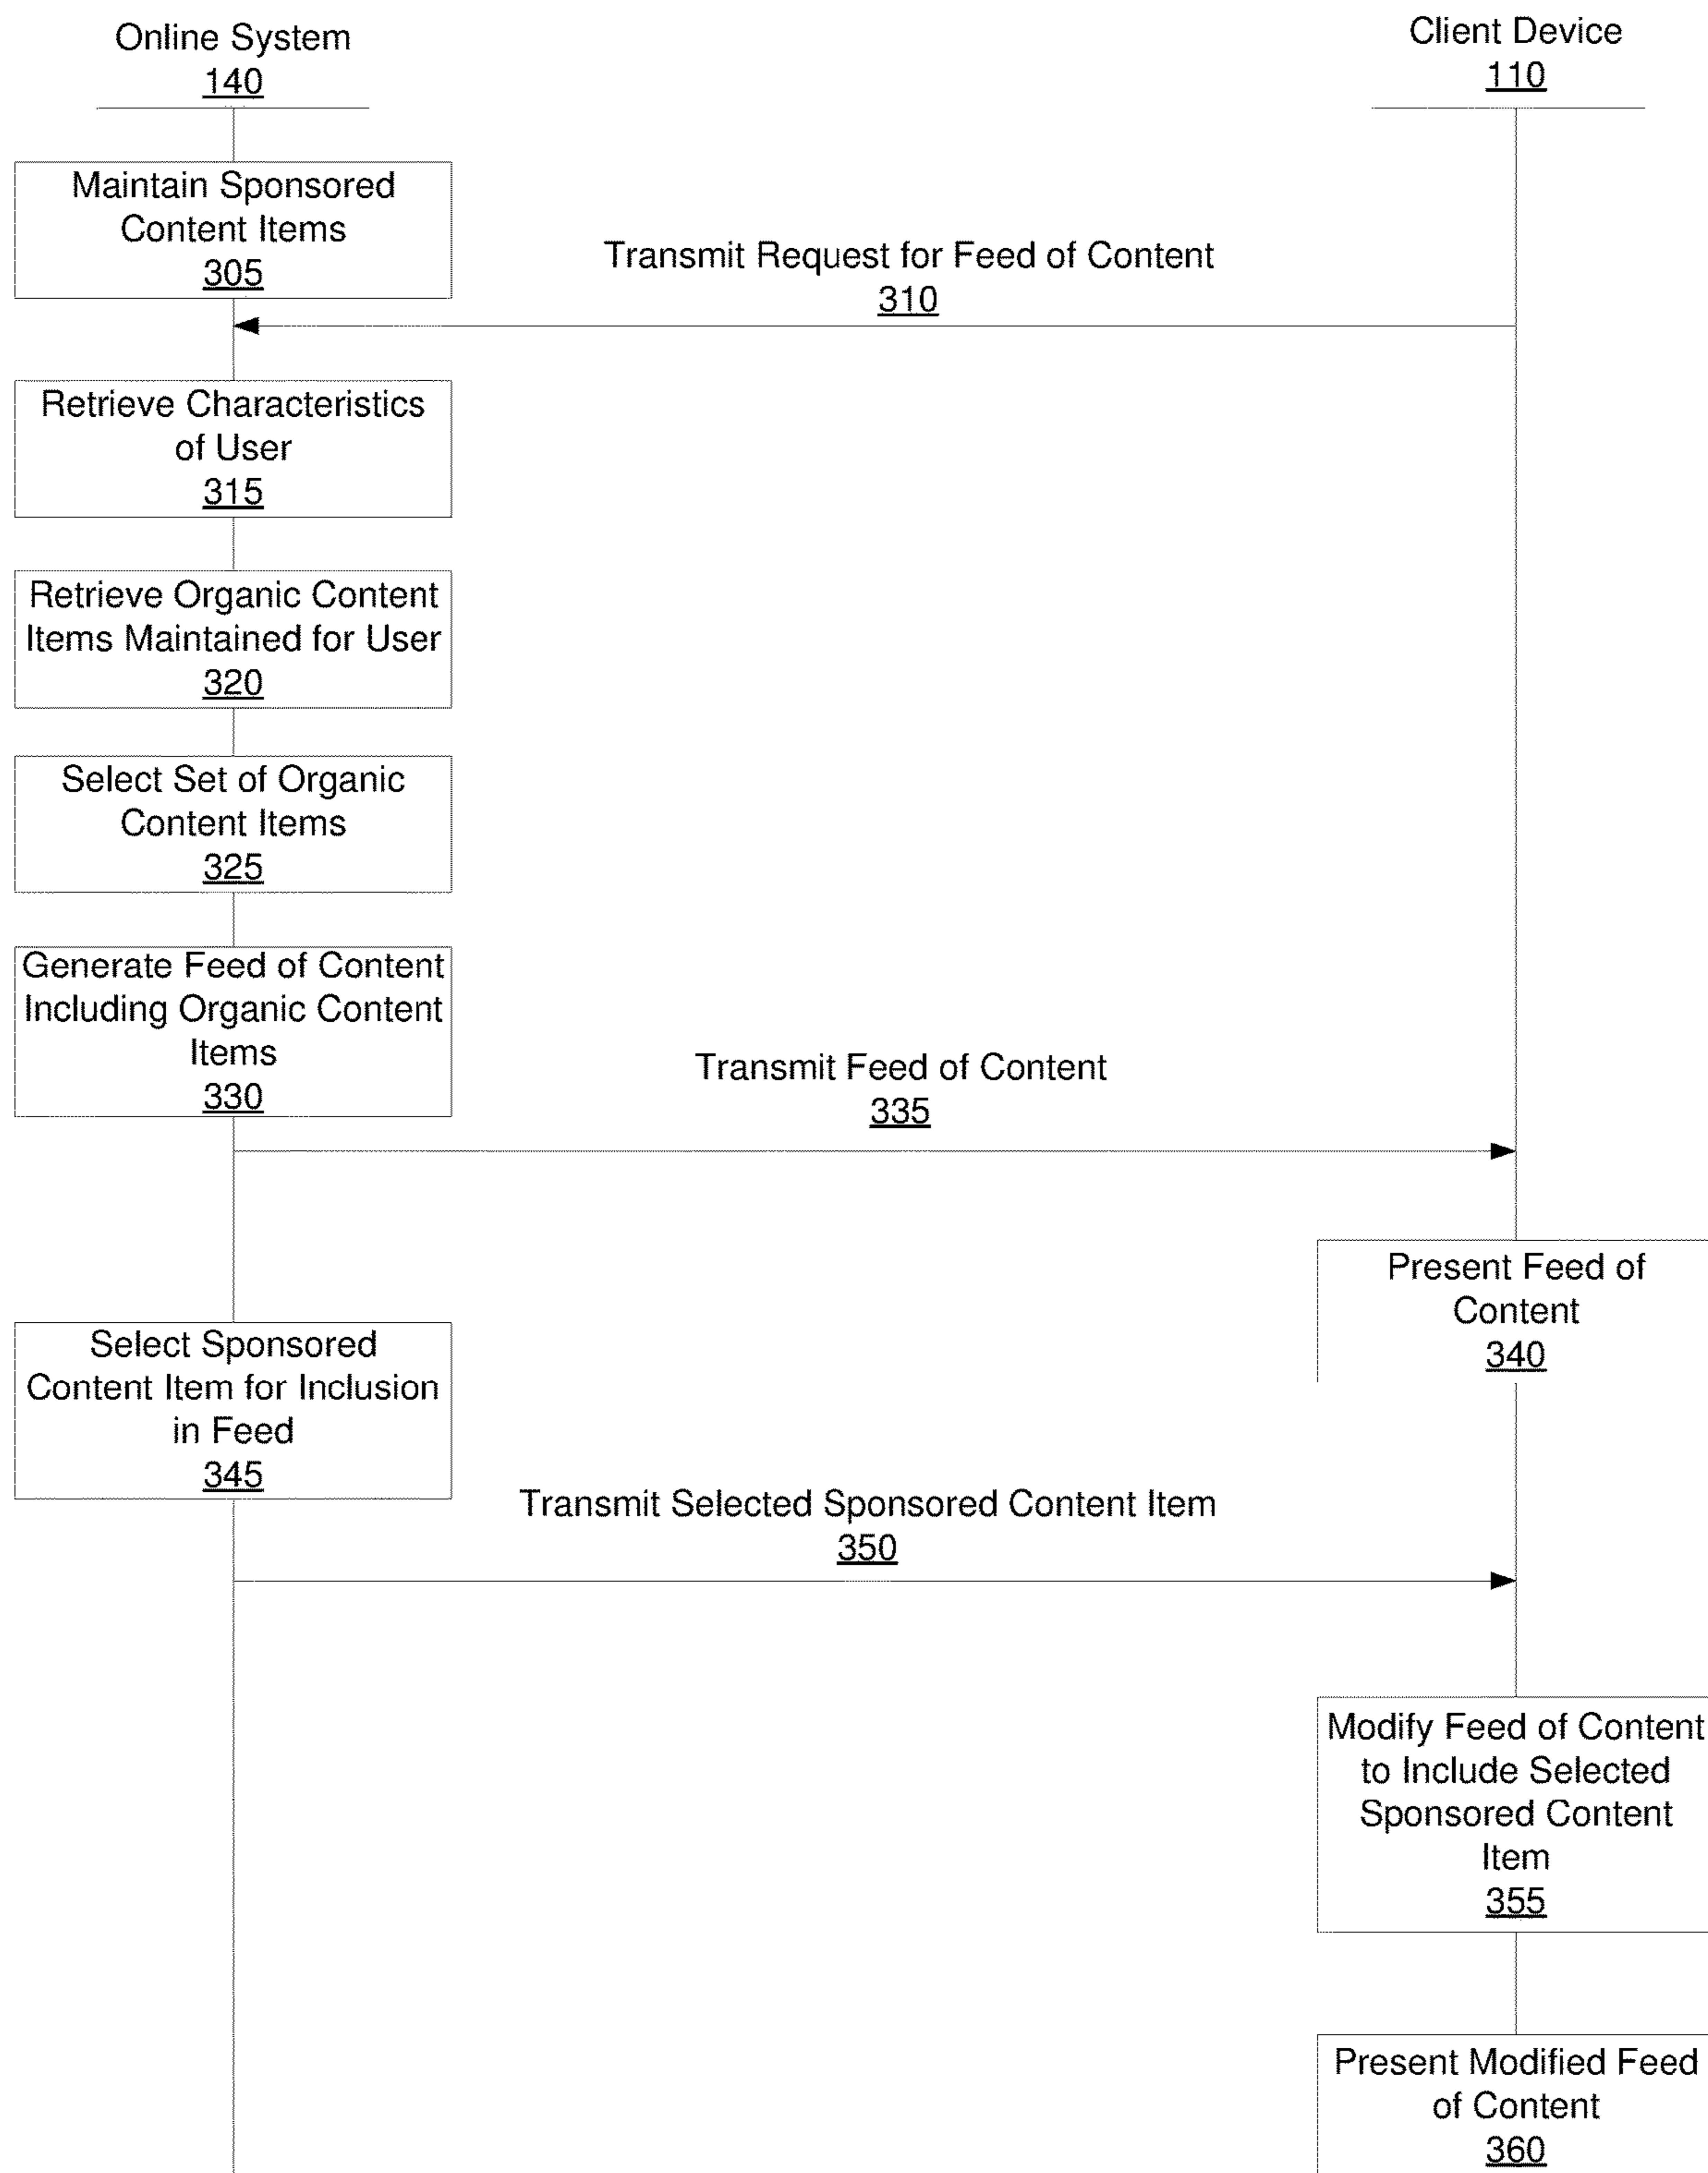 Online System
140
Client Device
110
Maintain Sponsored
Content Items
305
Transmit Request for Feed of Content
310
Retrieve Characteristics
of User
315
Retrieve Organic Content
Items Maintained for User
320
Select Set of Organic
Content Items
325
Generate Feed of Content
Including Organic Content
Items
330
Transmit Feed of Content
335
Present Feed of
Content
340
Select Sponsored
Content Item for Inclusion
in Feed
345
Transmit Selected Sponsored Content Item
350
Modify Feed of Content
to Include Selected
Sponsored Content
Item
355
Present Modified Feed
of Content
360